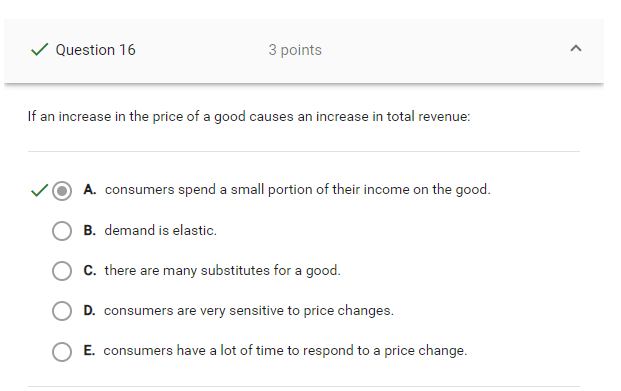 Question 16 3 points
If an increase in the price of a good causes an increase in total revenue:
A. consumers spend a small portion of their income on the good.
B. demand is elastic.
C. there are many substitutes for a good.
D. consumers are very sensitive to price changes.
E. consumers have a lot of time to respond to a price change.